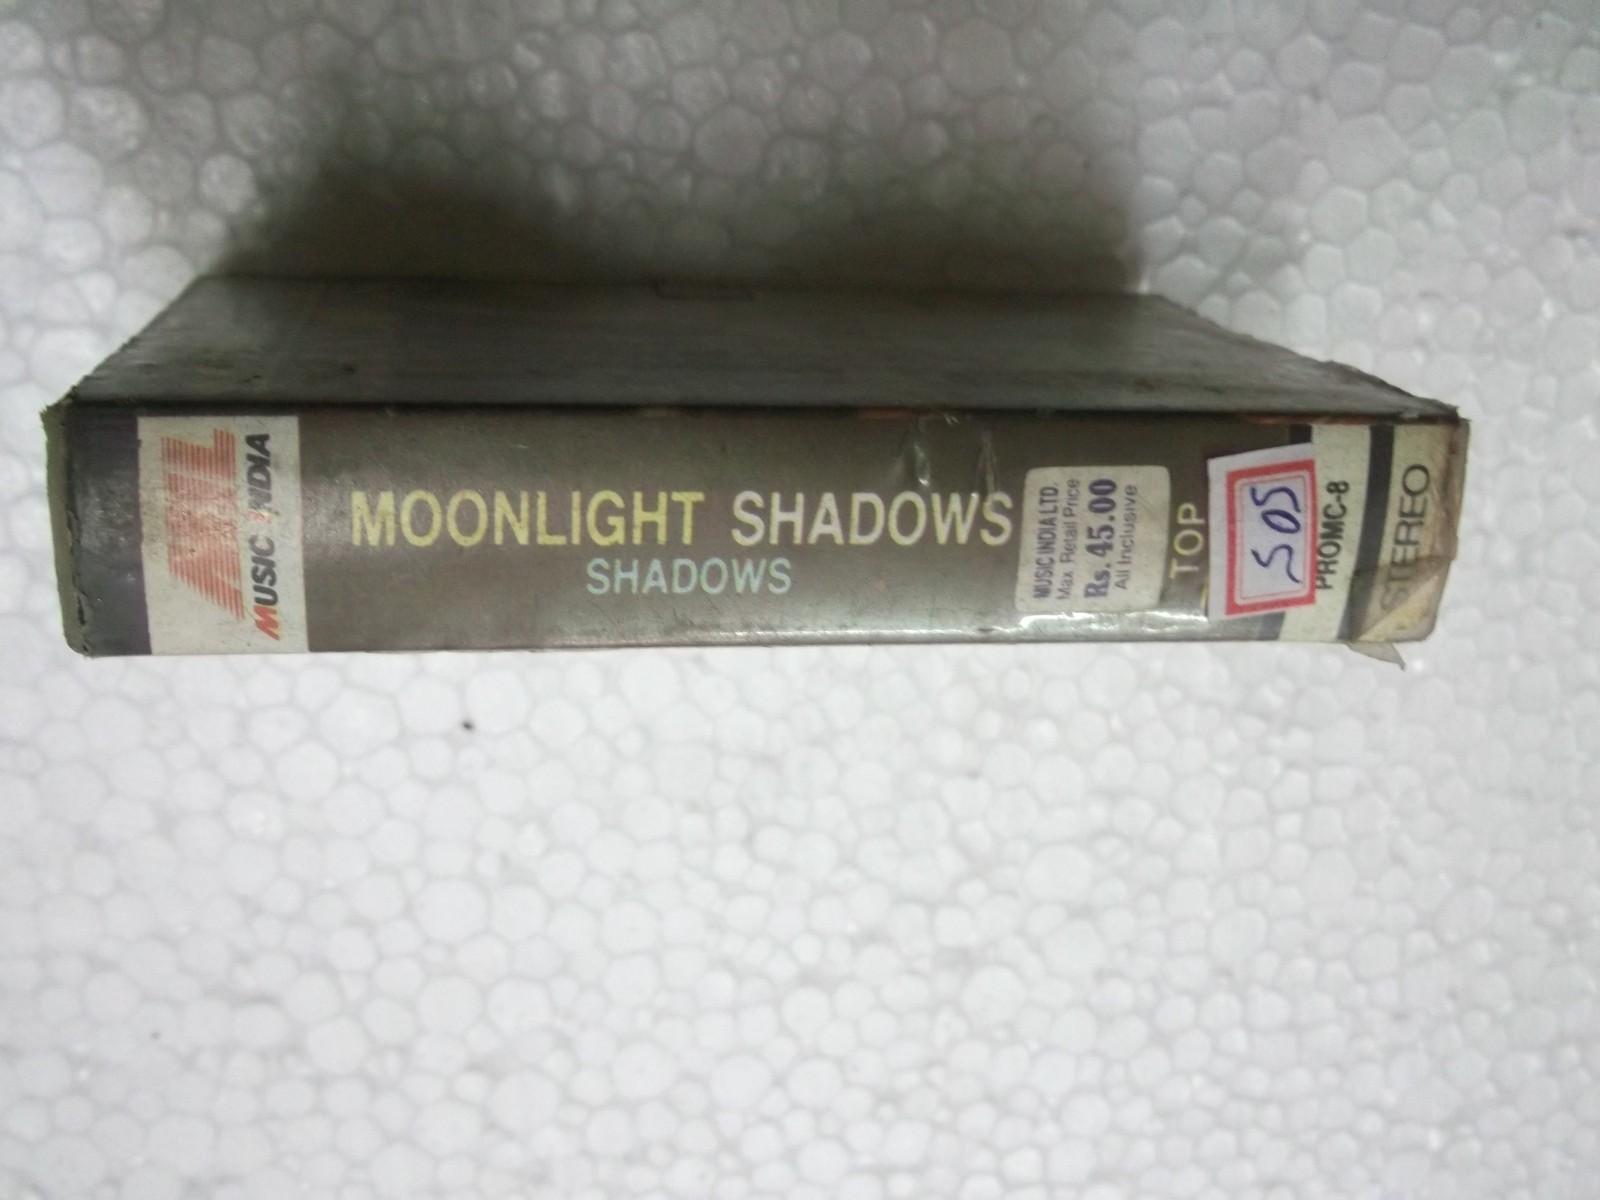 MIL
MUSIC INDIA
MOONLIGHT SHADOWS
SHADOWS
MUSIC INDIA LTD.
Max Retail Price
Rs. 45.00
All Inclusive
TOP
505
PROMC-8
STEREO